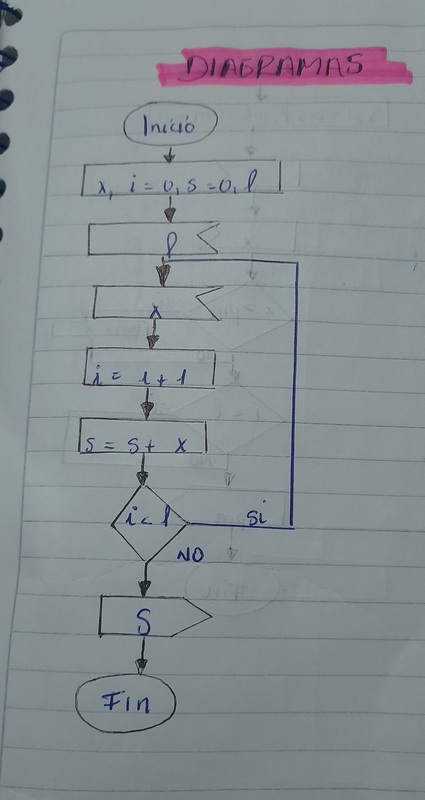 DIAGRAMAS
Inicio
x, i = 0, s = 0, l
l
x
i = i + 1
s = s + x
i < l
si
NO
S
Fin